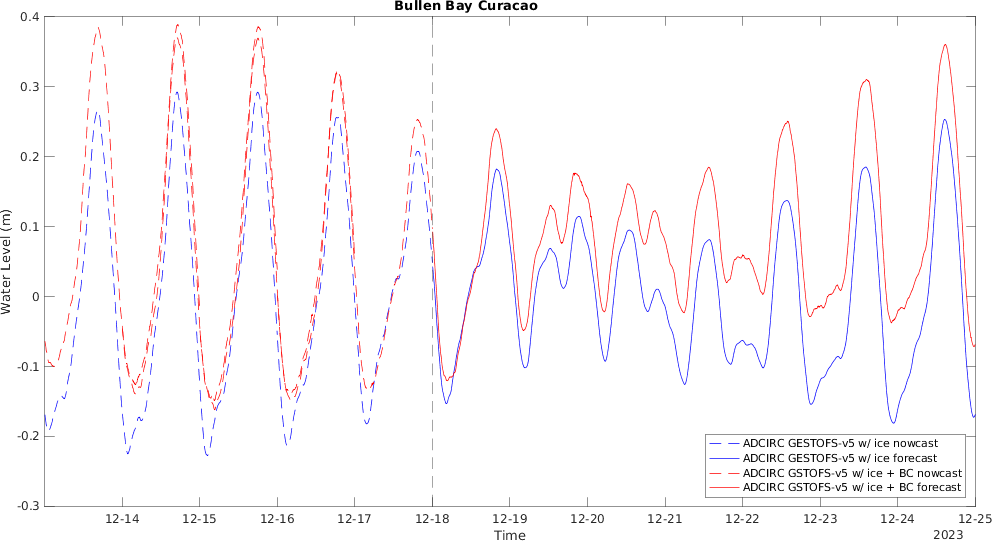 Bullen Bay Curacao
0.4
0.3
0.2
0.1
0
-0.1
-0.2
-0.3
Water Level (m)
12-14 12-15 12-16 12-17 12-18 12-19 12-20 12-21 12-22 12-23 12-24 12-25
Time
2023
ADCIRC GESTOFS-v5 w/ ice nowcast
ADCIRC GESTOFS-v5 w/ ice forecast
ADCIRC GSTOFS-v5 w/ ice + BC nowcast
ADCIRC GSTOFS-v5 w/ ice + BC forecast